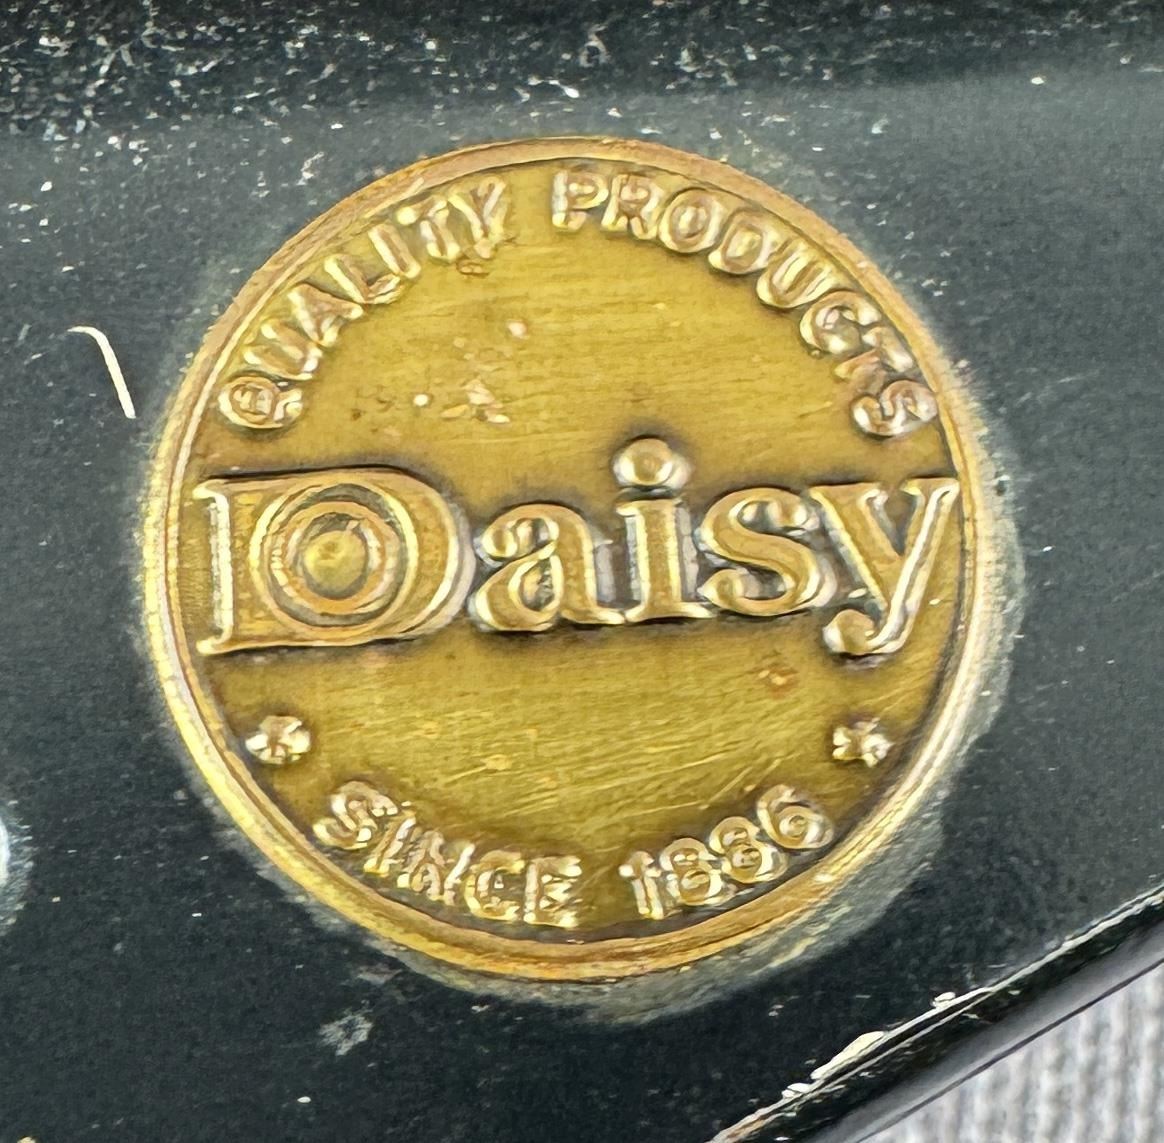 QUALITY PRODUCTS
Daisy
SINCE 1886